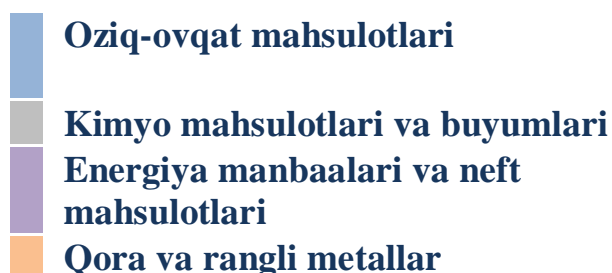 Oziq-ovqat mahsulotlari
Kimyo mahsulotlari va buyumlari
Energiya manbaalari va neft
mahsulotlari
Qora va rangli metallar